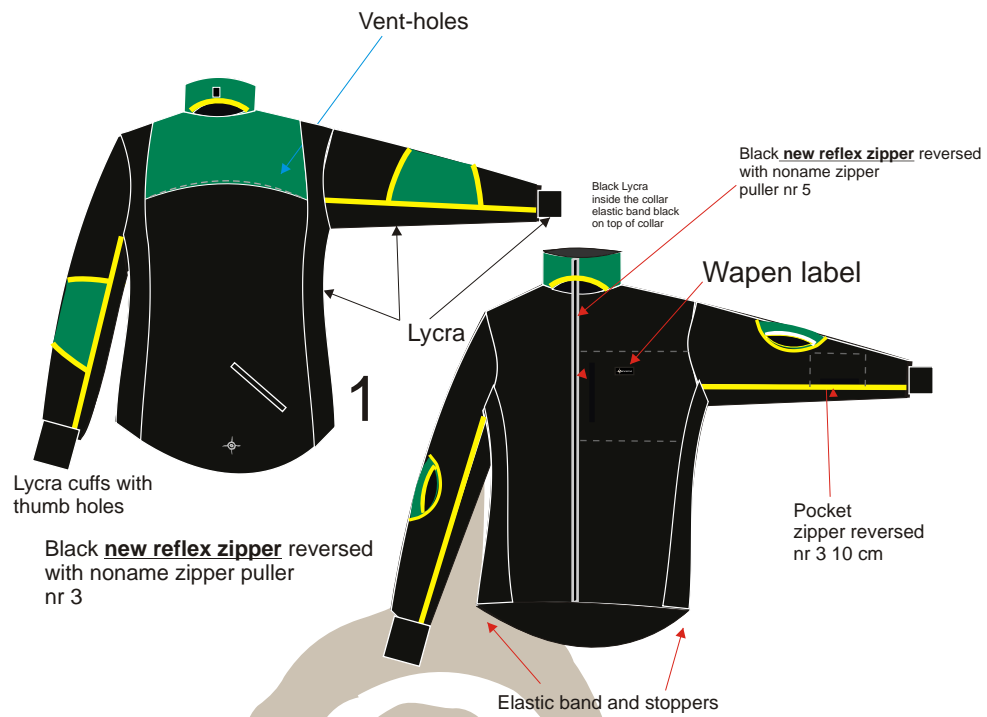 Vent-holes
Black new reflex zipper reversed
with noname zipper
puller nr 5
Black Lycra
inside the collar
elastic band black
on top of collar
Wapen label
Lycra
1
Lycra cuffs with
thumb holes
Pocket
zipper reversed
nr 3 10 cm
Black new reflex zipper reversed
with noname zipper puller
nr 3
Elastic band and stoppers